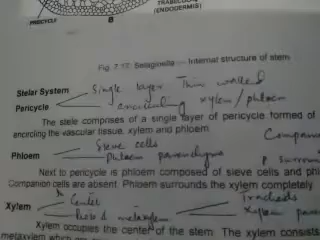 PERICYCLE
TRABECULAE
(ENDODERMIS)
B
Fig. 7.17. Selaginella — Internal structure of stem
Single layer Thin walled
Stelar System
Pericycle
encircling xylem/phloem
The stele comprises of a single layer of pericycle formed of
encircling the vascular tissue, xylem and phloem.
Sieve cells
Phloem
Phloem parenchyma
Next to pericycle is phloem composed of sieve cells and
Companion cells are absent. Phloem surrounds the xylem completely
Center
Tracheids
Xylem
metaxylem
Xylem
Xylem occupies the center of the stem. The xylem consists
metaxylem which are